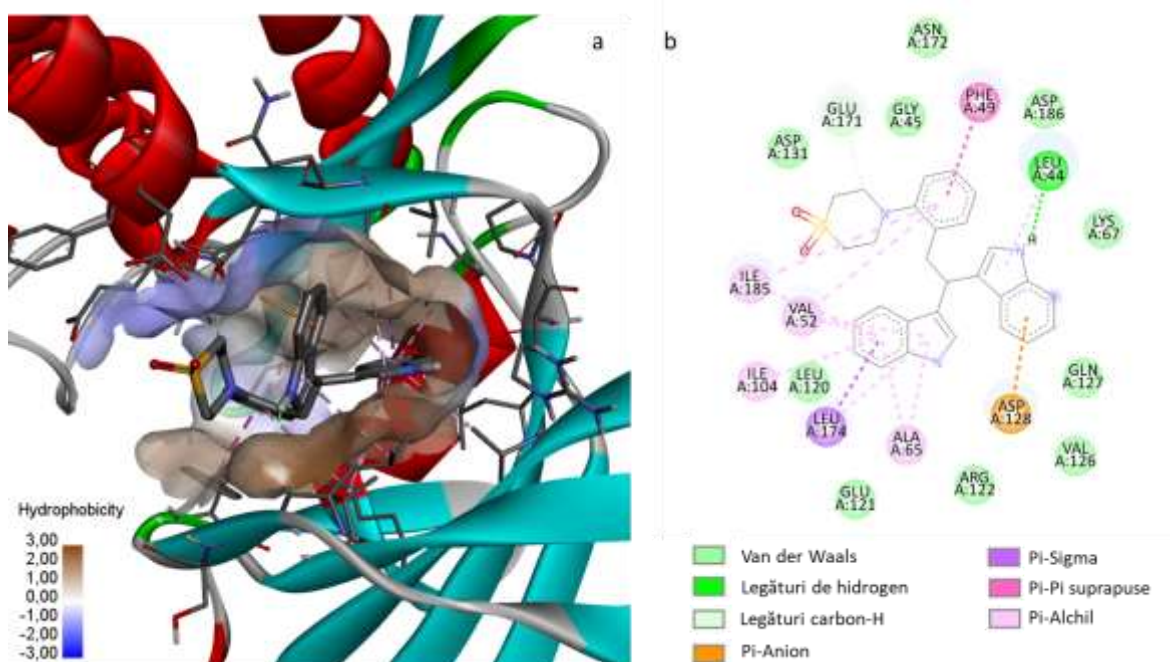 a
b
Hydrophobicity
3,00
2,00
1,00
0,00
-1,00
-2,00
-3,00
ASN
A:172
PHE
A:49
ASP
A:186
GLU
A:171
GLY
A:45
ASP
A:131
LEU
A:44
LYS
A:67
O
S
O
N
N
H
ILE
A:185
VAL
A:52
ILE
A:104
LEU
A:120
LEU
A:174
ALA
A:65
N
ASP
A:128
GLN
A:127
VAL
A:126
ARG
A:122
GLU
A:121
Van der Waals
Legături de hidrogen
Legături carbon-H
Pi-Anion
Pi-Sigma
Pi-Pi suprapuse
Pi-Alchil